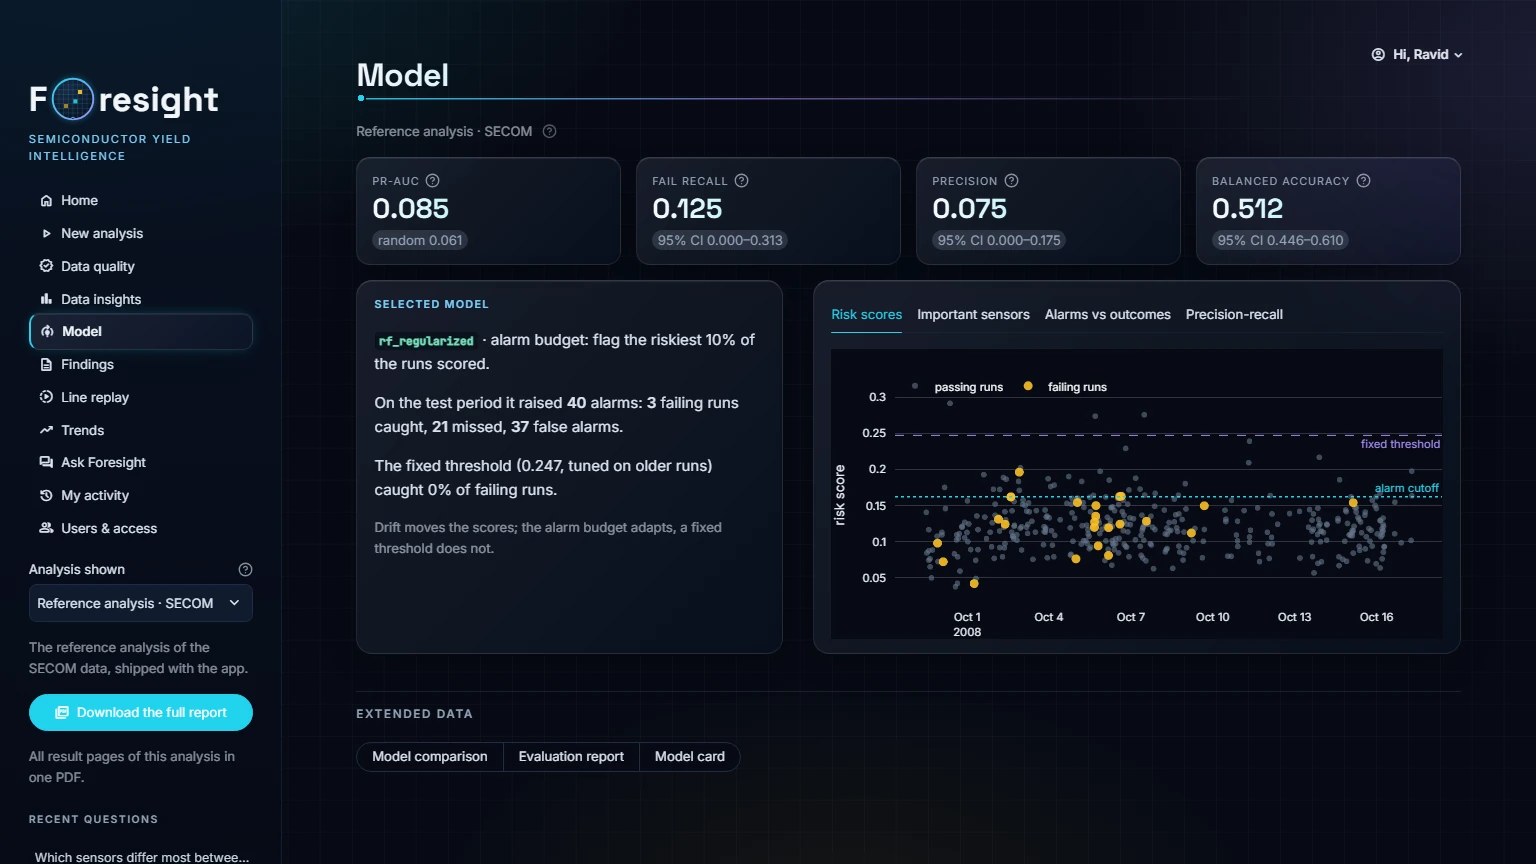 Foresight
SEMICONDUCTOR YIELD
INTELLIGENCE
Home
New analysis
Data quality
Data insights
Model
Findings
Line replay
Trends
Ask Foresight
My activity
Users & access
Analysis shown
Reference analysis · SECOM
The reference analysis of the
SECOM data, shipped with the app.
Download the full report
All result pages of this analysis in
one PDF.
RECENT QUESTIONS
Which sensors differ most betwee...
Hi, Ravid
Model
Reference analysis · SECOM
PR-AUC
0.085
random 0.061
FAIL RECALL
0.125
95% CI 0.000–0.313
PRECISION
0.075
95% CI 0.000–0.175
BALANCED ACCURACY
0.512
95% CI 0.446–0.610
SELECTED MODEL
rf_regularized · alarm budget: flag the riskiest 10% of
the runs scored.
On the test period it raised 40 alarms: 3 failing runs
caught, 21 missed, 37 false alarms.
The fixed threshold (0.247, tuned on older runs)
caught 0% of failing runs.
Drift moves the scores; the alarm budget adapts, a fixed
threshold does not.
Risk scores Important sensors Alarms vs outcomes Precision-recall
passing runs failing runs
0.3
0.25
fixed threshold
0.2
alarm cutoff
0.15
0.1
0.05
risk score
Oct 1 Oct 4 Oct 7 Oct 10 Oct 13 Oct 16
2008
EXTENDED DATA
Model comparison Evaluation report Model card